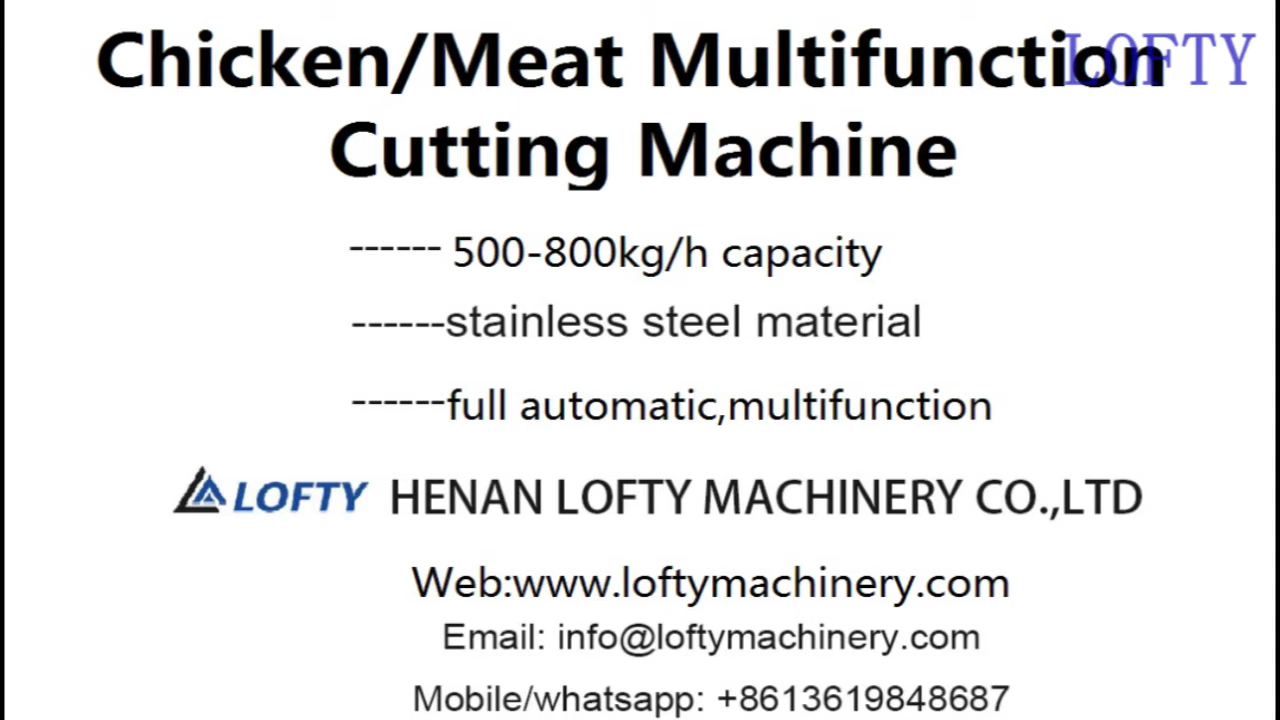 Chicken/Meat Multifunction
LOFTY
Cutting Machine
------ 500-800kg/h capacity
------stainless steel material
------full automatic,multifunction
LOFTY HENAN LOFTY MACHINERY CO.,LTD
Web:www.loftymachinery.com
Email: info@loftymachinery.com
Mobile/whatsapp: +8613619848687